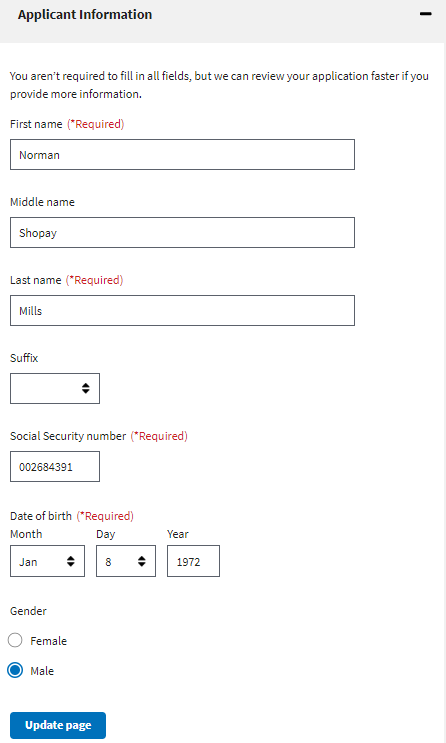 Applicant Information
You aren't required to fill in all fields, but we can review your application faster if you
provide more information.
First name (*Required)
Norman
Middle name
Shopay
Last name (*Required)
Mills
Suffix
Social Security number (*Required)
002684391
Date of birth (*Required)
Month Day Year
Jan 8 1972
Gender
Female
Male
Update page